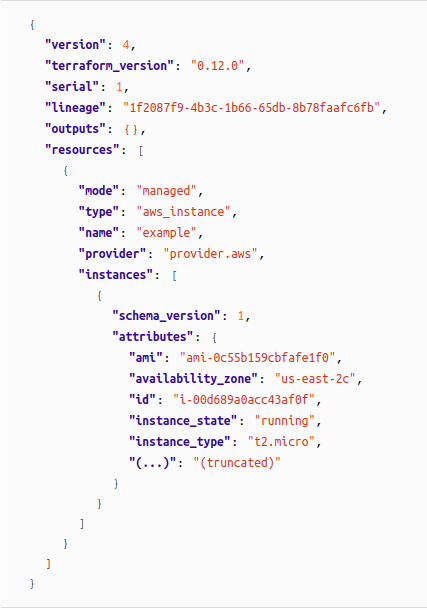 {
"version": 4,
"terraform_version": "0.12.0",
"serial": 1,
"lineage": "1f2087f9-4b3c-1b66-65db-8b78faafc6fb",
"outputs": {},
"resources": [
{
"mode": "managed",
"type": "aws_instance",
"name": "example",
"provider": "provider.aws",
"instances": [
{
"schema_version": 1,
"attributes": {
"ami": "ami-0c55b159cbfafe1f0",
"availability_zone": "us-east-2c",
"id": "i-00d689a0acc43af0f",
"instance_state": "running",
"instance_type": "t2.micro",
"(...)": "(truncated)"
}
}
]
}
]
}